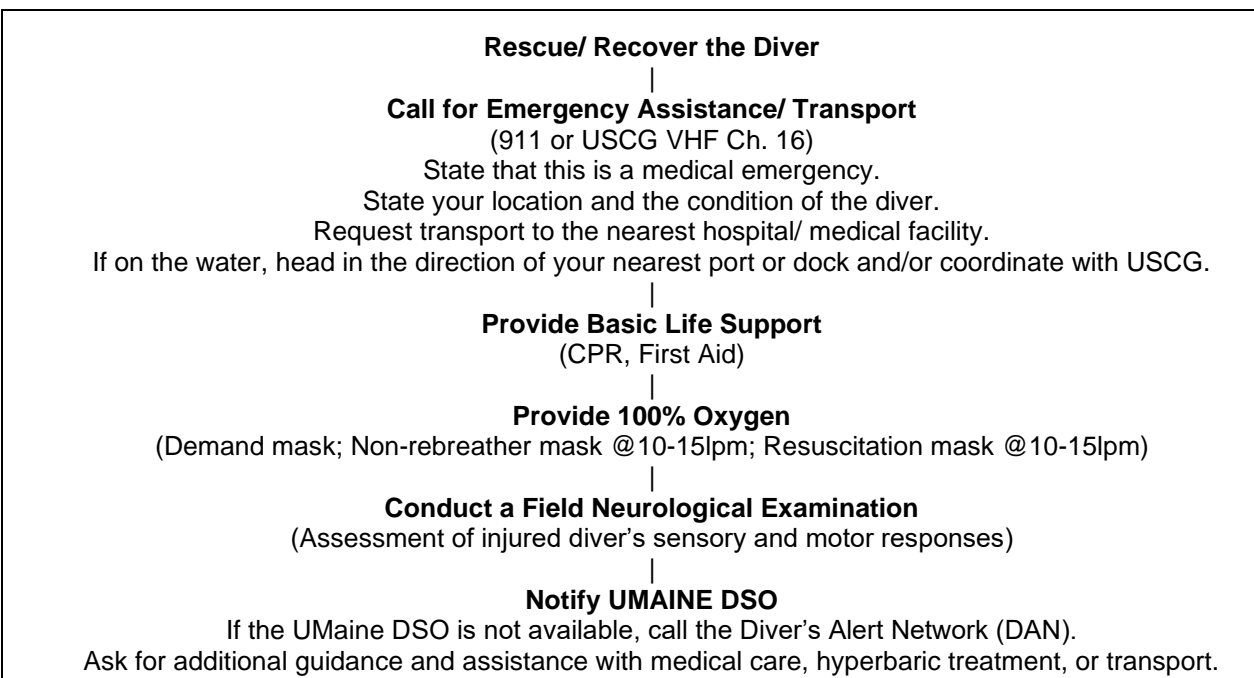 Rescue/ Recover the Diver
|
Call for Emergency Assistance/ Transport
(911 or USCG VHF Ch. 16)
State that this is a medical emergency.
State your location and the condition of the diver.
Request transport to the nearest hospital/ medical facility.
If on the water, head in the direction of your nearest port or dock and/or coordinate with USCG.
|
Provide Basic Life Support
(CPR, First Aid)
|
Provide 100% Oxygen
(Demand mask; Non-rebreather mask @10-15lpm; Resuscitation mask @10-15lpm)
|
Conduct a Field Neurological Examination
(Assessment of injured diver’s sensory and motor responses)
|
Notify UMAINE DSO
If the UMaine DSO is not available, call the Diver’s Alert Network (DAN).
Ask for additional guidance and assistance with medical care, hyperbaric treatment, or transport.